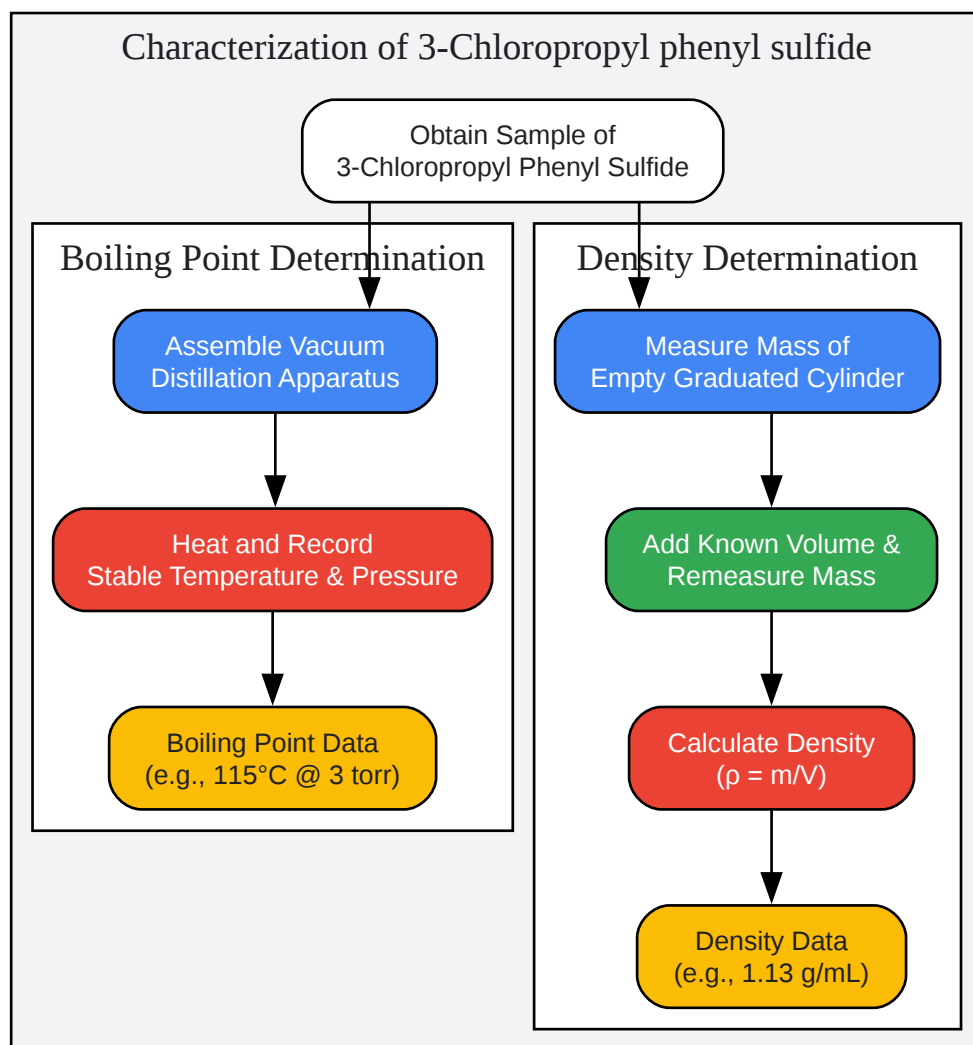 Characterization of 3-Chloropropyl phenyl sulfide
Obtain Sample of
3-Chloropropyl Phenyl Sulfide
Boiling Point Determination
Assemble Vacuum
Distillation Apparatus
Heat and Record
Stable Temperature & Pressure
Boiling Point Data
(e.g., 115°C @ 3 torr)
Density Determination
Measure Mass of
Empty Graduated Cylinder
Add Known Volume &
Remeasure Mass
Calculate Density
(ρ = m/V)
Density Data
(e.g., 1.13 g/mL)